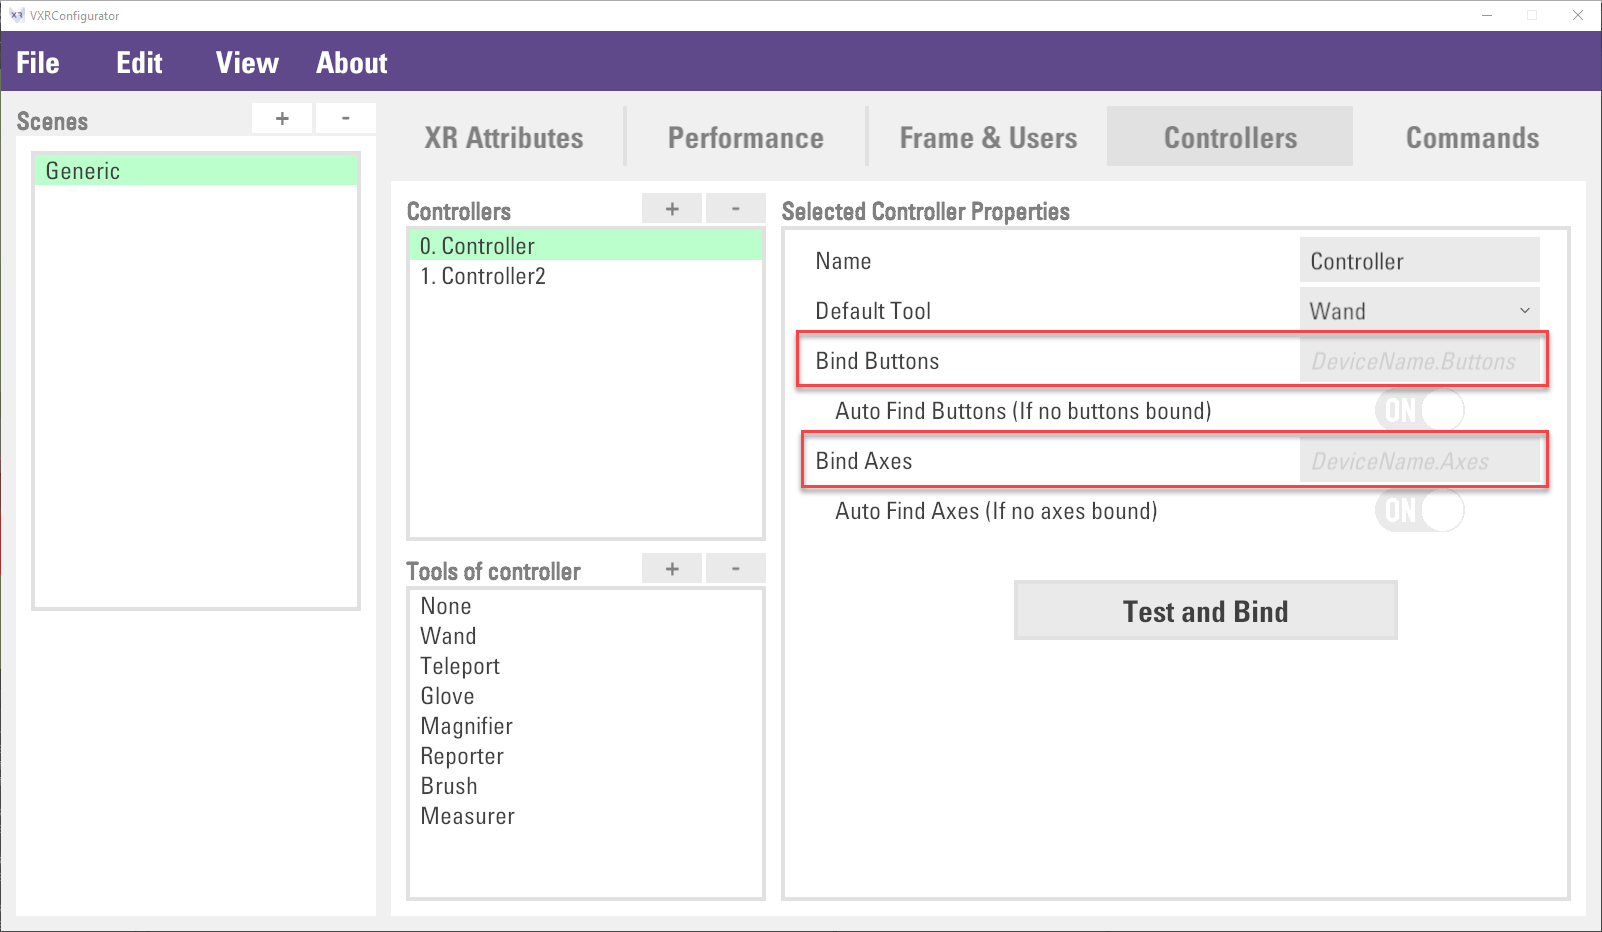 VXRConfigurator
File Edit View About
Scenes + -
Generic
XR Attributes Performance Frame & Users Controllers Commands
Controllers + -
0. Controller
1. Controller2
Tools of controller + -
None
Wand
Teleport
Glove
Magnifier
Reporter
Brush
Measurer
Selected Controller Properties
Name Controller
Default Tool Wand
Bind Buttons DeviceName.Buttons
Auto Find Buttons (If no buttons bound) ON
Bind Axes DeviceName.Axes
Auto Find Axes (If no axes bound) ON
Test and Bind